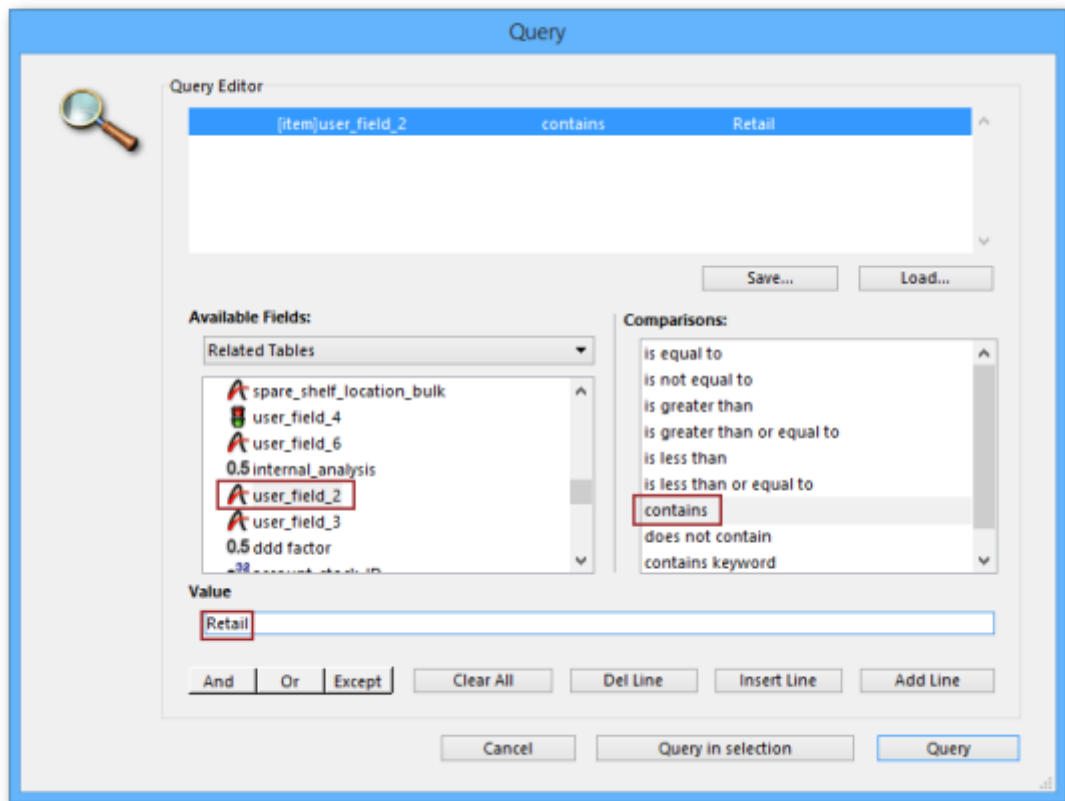 Query
Query Editor
[item]user_field_2 contains Retail
Save... Load...
Available Fields:
Related Tables
spare_shelf_location_bulk
user_field_4
user_field_6
0.5 internal_analysis
user_field_2
user_field_3
0.5 ddd factor
Comparisons:
is equal to
is not equal to
is greater than
is greater than or equal to
is less than
is less than or equal to
contains
does not contain
contains keyword
Value
Retail
And Or Except Clear All Del Line Insert Line Add Line
Cancel Query in selection Query